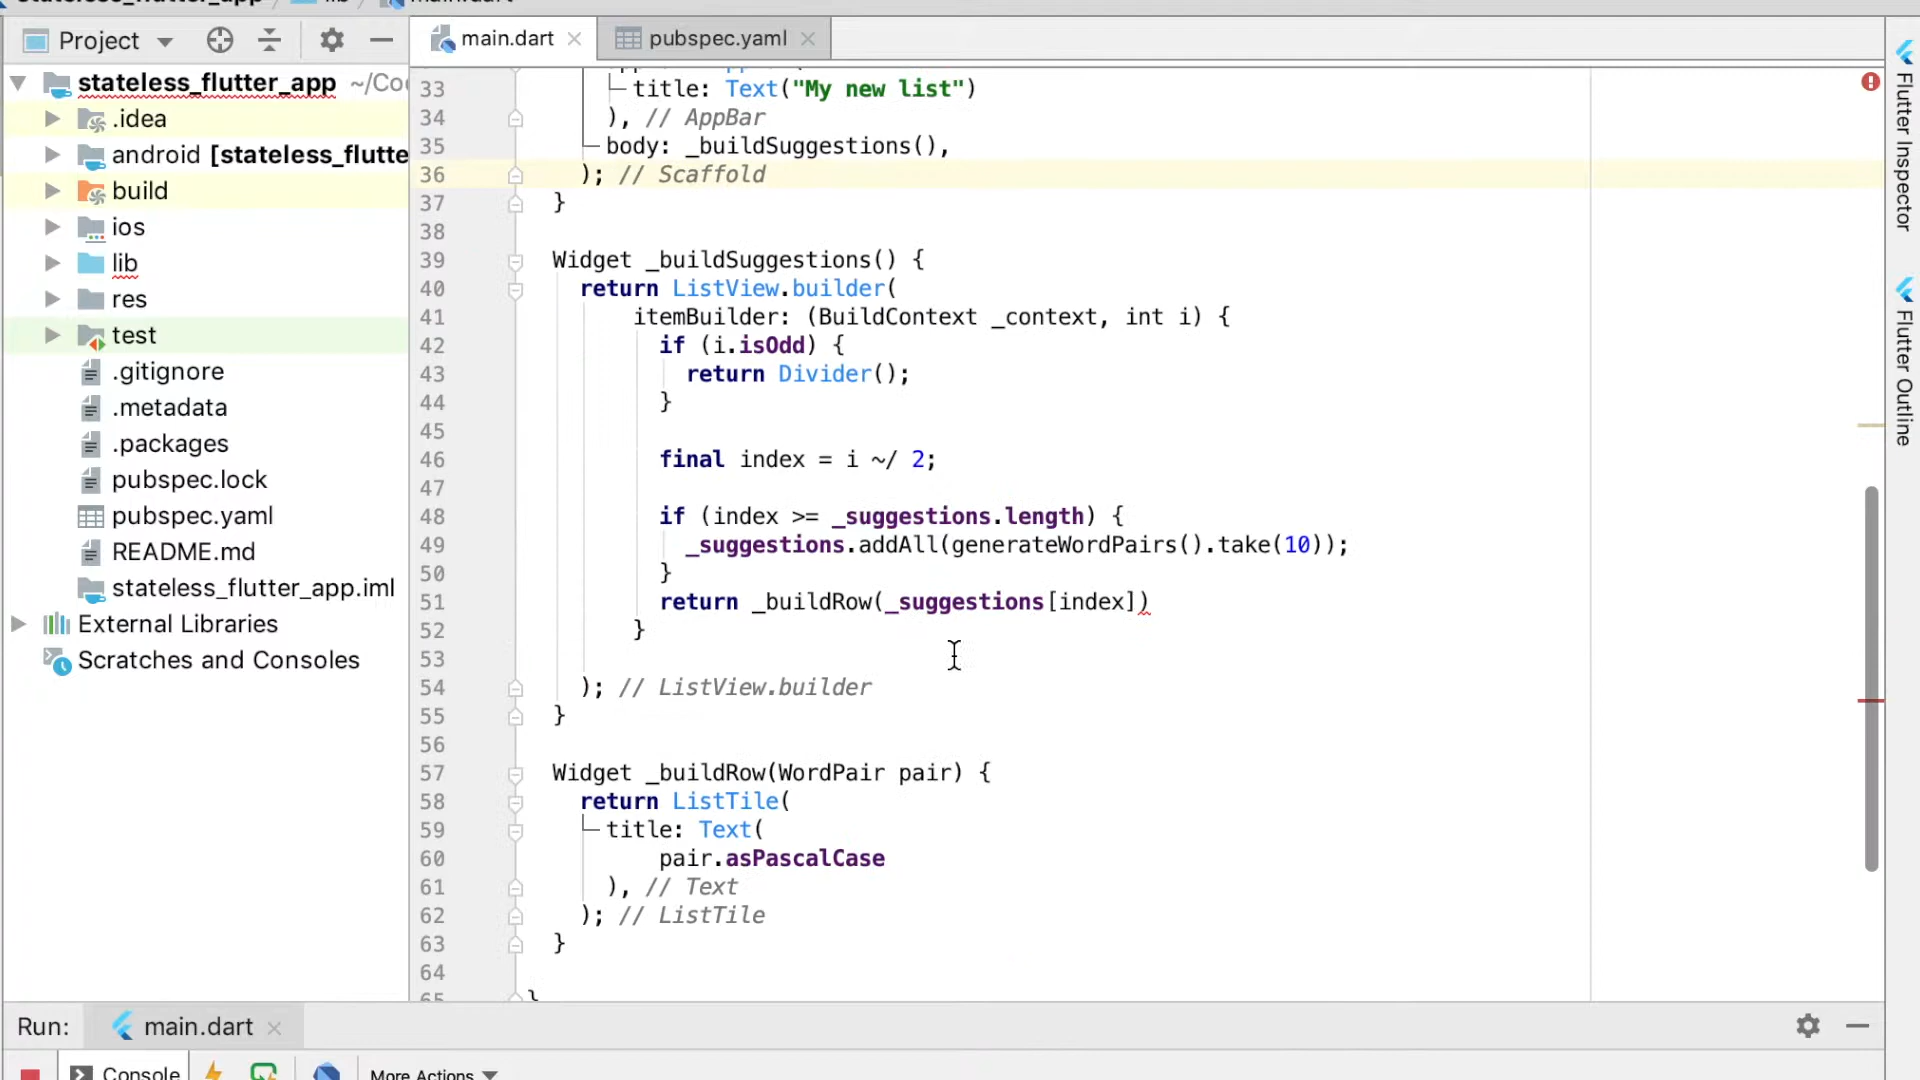 stateless_flutter_app lib main.dart
Project
main.dart
pubspec.yaml
stateless_flutter_app ~/Co
.idea
android [stateless_flutte
build
ios
lib
res
test
.gitignore
.metadata
.packages
pubspec.lock
pubspec.yaml
README.md
stateless_flutter_app.iml
External Libraries
Scratches and Consoles
33 title: Text("My new list")
34 ), // AppBar
35 body: _buildSuggestions(),
36 ); // Scaffold
37 }
38
39 Widget _buildSuggestions() {
40 return ListView.builder(
41 itemBuilder: (BuildContext _context, int i) {
42 if (i.isOdd) {
43 return Divider();
44 }
45
46 final index = i ~/ 2;
47
48 if (index >= _suggestions.length) {
49 _suggestions.addAll(generateWordPairs().take(10));
50 }
51 return _buildRow(_suggestions[index])
52 }
53
54 ); // ListView.builder
55 }
56
57 Widget _buildRow(WordPair pair) {
58 return ListTile(
59 title: Text(
60 pair.asPascalCase
61 ), // Text
62 ); // ListTile
63 }
64
65 }
Flutter Inspector
Flutter Outline
Run: main.dart
Console More Actions